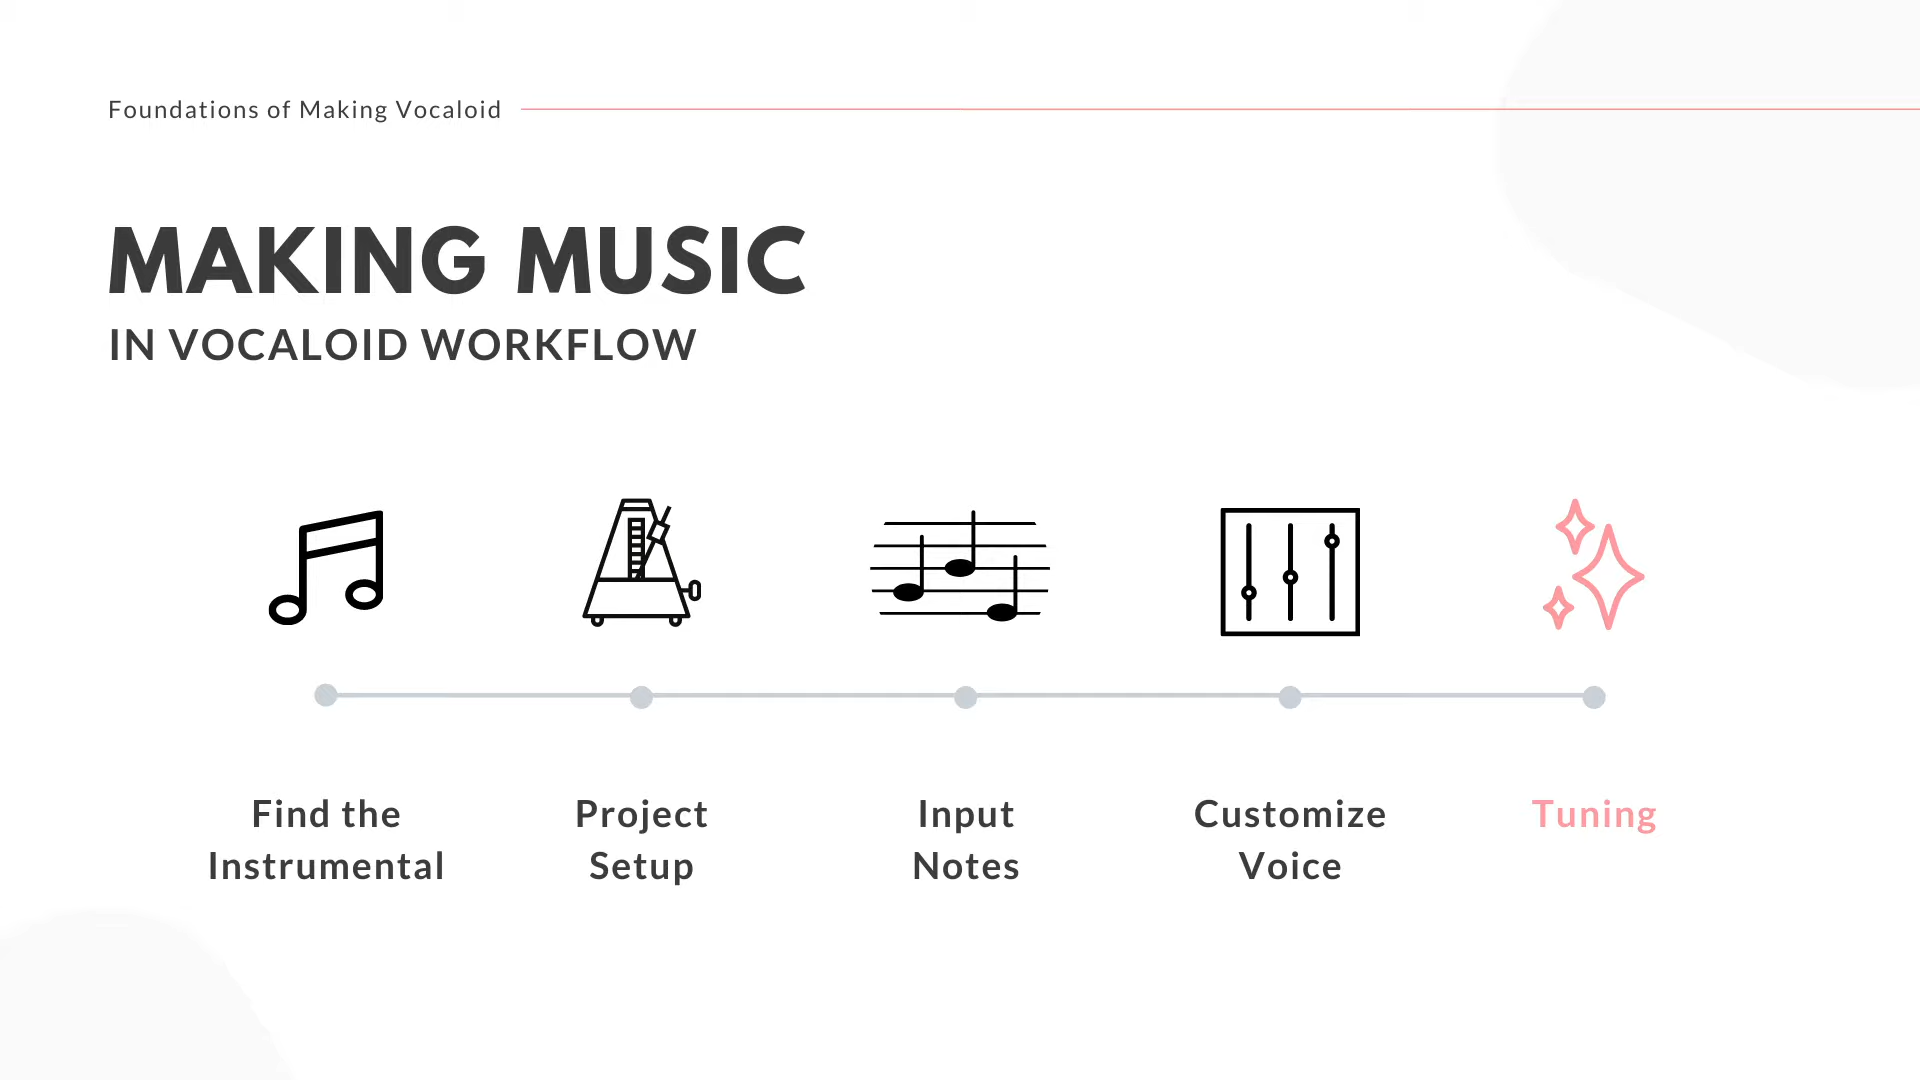 Foundations of Making Vocaloid
MAKING MUSIC
IN VOCALOID WORKFLOW
Find the
Instrumental
Project
Setup
Input
Notes
Customize
Voice
Tuning